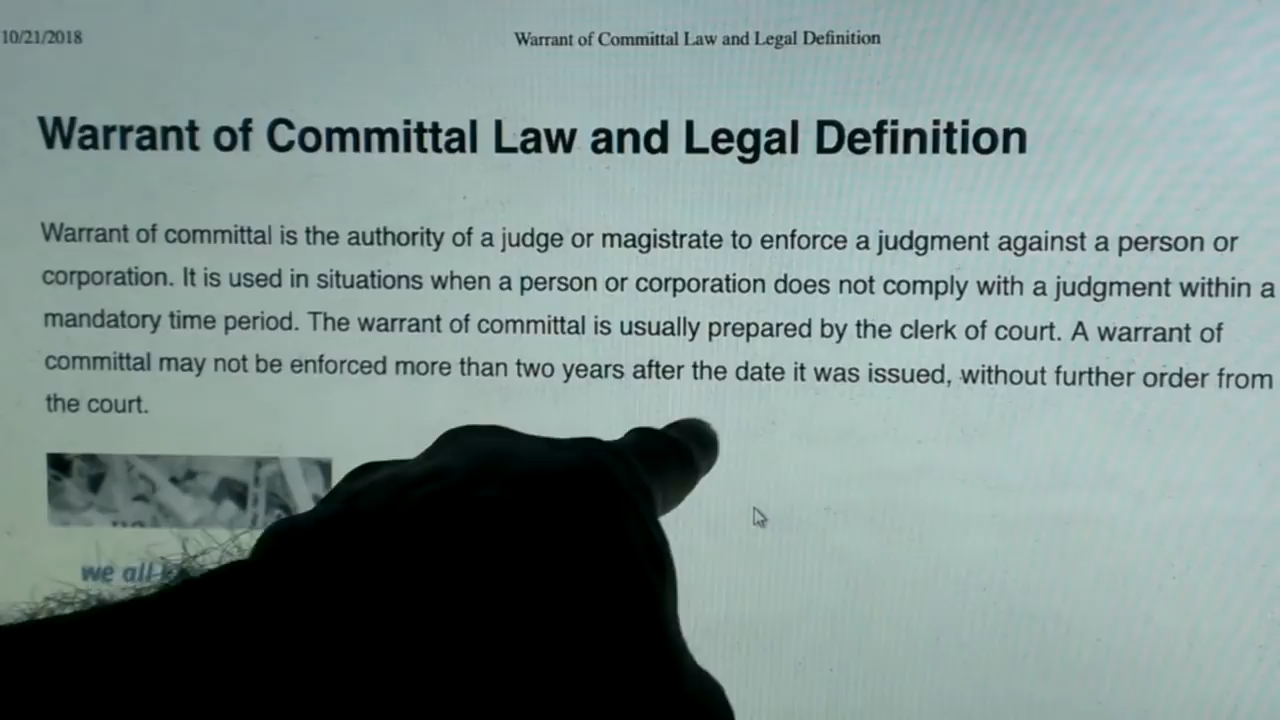 10/21/2018
Warrant of Committal Law and Legal Definition
Warrant of Committal Law and Legal Definition
Warrant of committal is the authority of a judge or magistrate to enforce a judgment against a person or
corporation. It is used in situations when a person or corporation does not comply with a judgment within a
mandatory time period. The warrant of committal is usually prepared by the clerk of court. A warrant of
committal may not be enforced more than two years after the date it was issued, without further order from
the court.
we all